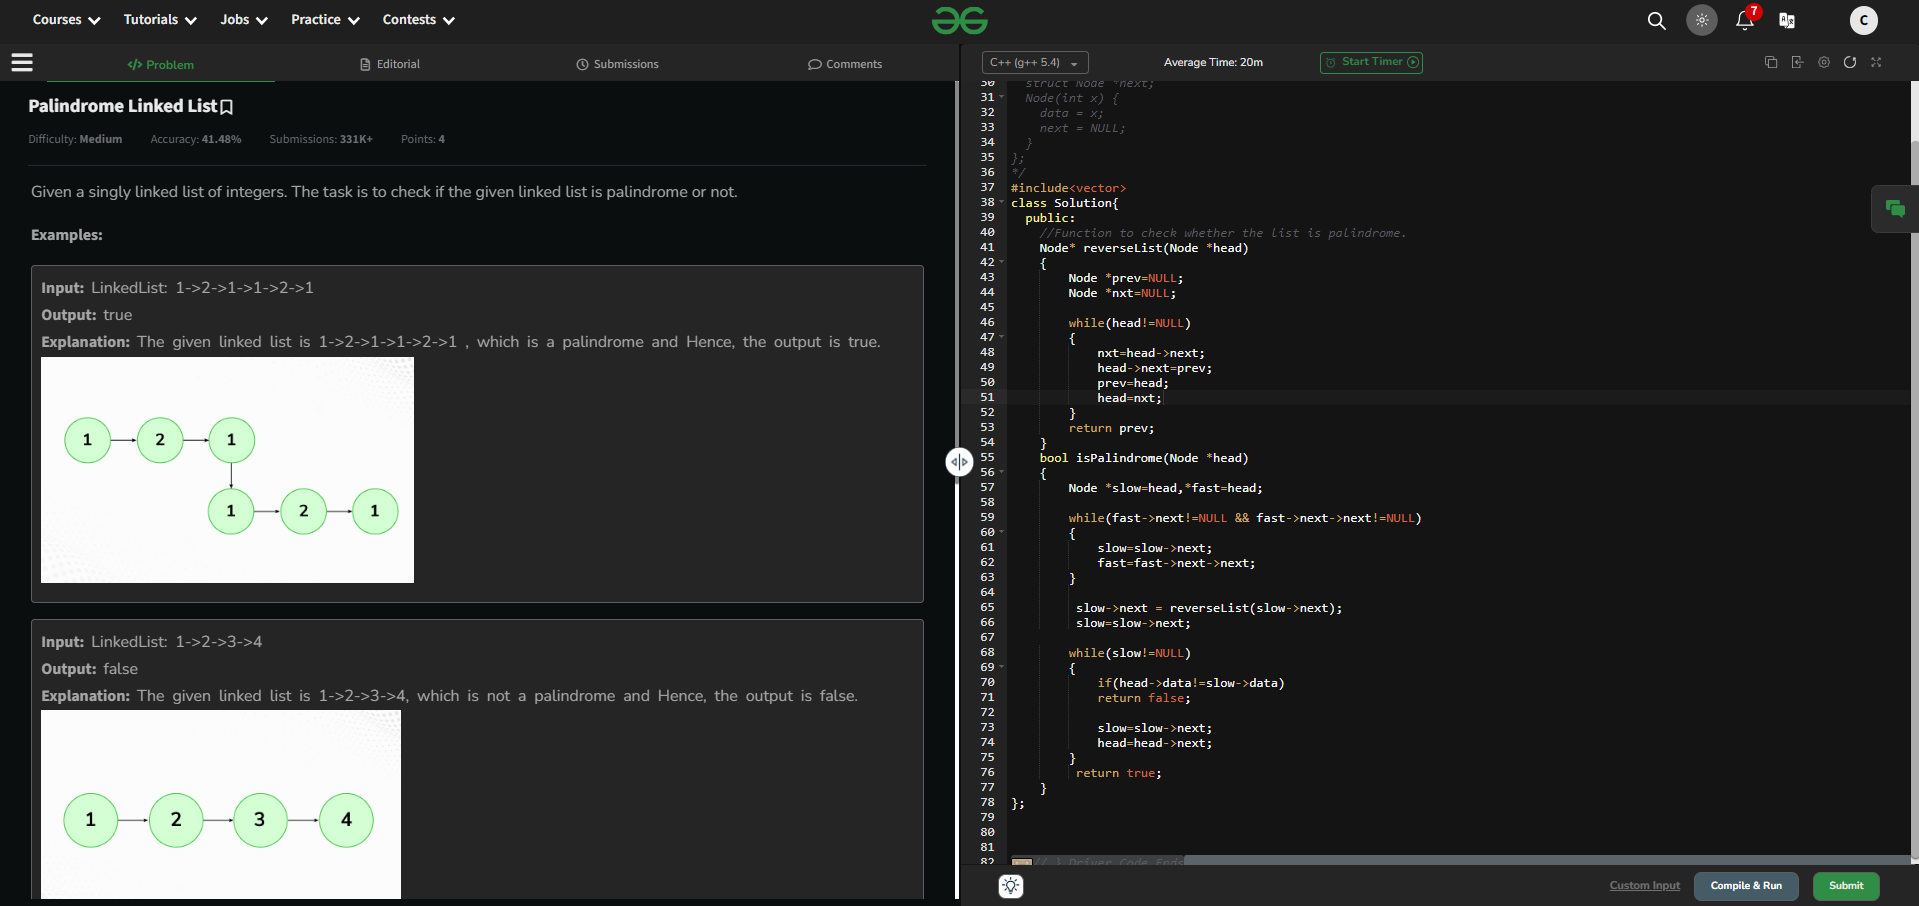 Courses Tutorials Jobs Practice Contests
7
C
Problem
Editorial
Submissions
Comments
C++ (g++ 5.4)
Average Time: 20m
Start Timer
Palindrome Linked List
Difficulty: Medium Accuracy: 41.48% Submissions: 331K+ Points: 4
Given a singly linked list of integers. The task is to check if the given linked list is palindrome or not.
Examples:
Input: LinkedList: 1->2->1->1->2->1
Output: true
Explanation: The given linked list is 1->2->1->1->2->1 , which is a palindrome and Hence, the output is true.
1 2 1
1 2 1
Input: LinkedList: 1->2->3->4
Output: false
Explanation: The given linked list is 1->2->3->4, which is not a palindrome and Hence, the output is false.
1 2 3 4
30 struct Node *next;
31 Node(int x) {
32 data = x;
33 next = NULL;
34 }
35 };
36 */
37 #include<vector>
38 class Solution{
39 public:
40 //Function to check whether the list is palindrome.
41 Node* reverseList(Node *head)
42 {
43 Node *prev=NULL;
44 Node *nxt=NULL;
45
46 while(head!=NULL)
47 {
48 nxt=head->next;
49 head->next=prev;
50 prev=head;
51 head=nxt;
52 }
53 return prev;
54 }
55 bool isPalindrome(Node *head)
56 {
57 Node *slow=head,*fast=head;
58
59 while(fast->next!=NULL && fast->next->next!=NULL)
60 {
61 slow=slow->next;
62 fast=fast->next->next;
63 }
64
65 slow->next = reverseList(slow->next);
66 slow=slow->next;
67
68 while(slow!=NULL)
69 {
70 if(head->data!=slow->data)
71 return false;
72
73 slow=slow->next;
74 head=head->next;
75 }
76 return true;
77 }
78 };
79
80
81
82 // } Driver Code Ends
Custom Input
Compile & Run
Submit